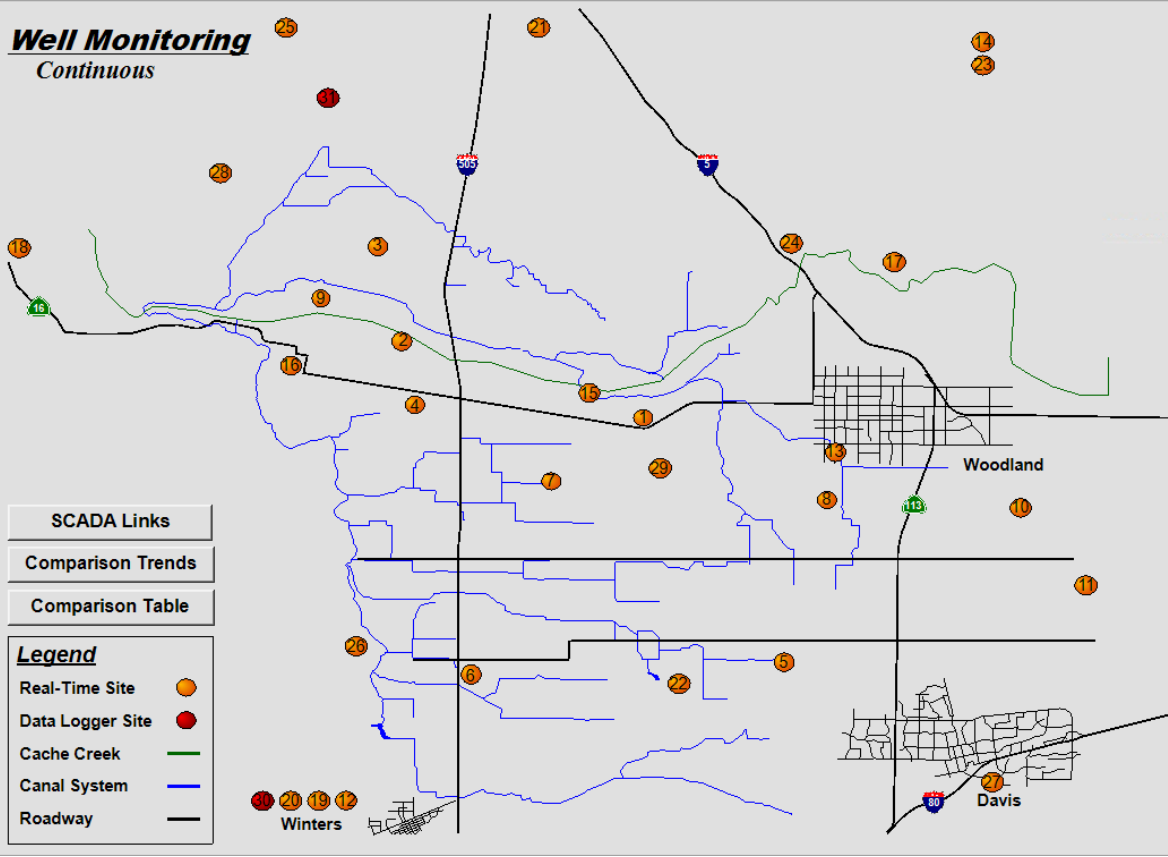 Well Monitoring
Continuous
25
21
14
23
31
505
5
28
18
3
24
17
16
9
2
16
4
15
1
13
Woodland
29
7
8
113
10
SCADA Links
Comparison Trends
Comparison Table
11
26
6
22
5
Legend
Real-Time Site
Data Logger Site
Cache Creek
Canal System
Roadway
30 20 19 12
Winters
27
Davis
80